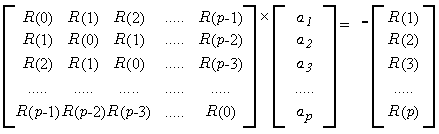 R(0) R(1) R(2) ..... R(p-1) × a1 = - R(1)
R(1) R(0) R(1) ..... R(p-2) a2 R(2)
R(2) R(1) R(0) ..... R(p-3) a3 R(3)
..... ..... ..... ..... ..... ..... .....
R(p-1) R(p-2) R(p-3) ..... R(0) ap R(p)